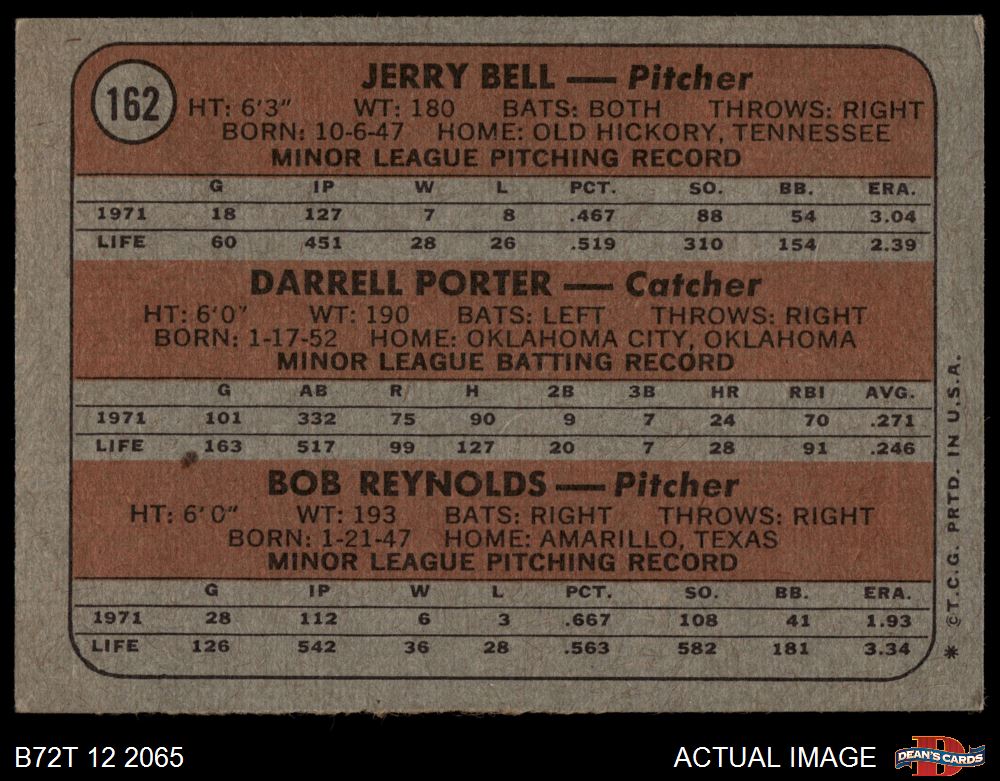 162
JERRY BELL — Pitcher
HT: 6'3" WT: 180 BATS: BOTH THROWS: RIGHT
BORN: 10-6-47 HOME: OLD HICKORY, TENNESSEE
MINOR LEAGUE PITCHING RECORD
G IP W L PCT. SO. BB. ERA.
1971 18 127 7 8 .467 88 54 3.04
LIFE 60 451 28 26 .519 310 154 2.39
DARRELL PORTER — Catcher
HT: 6'0" WT: 190 BATS: LEFT THROWS: RIGHT
BORN: 1-17-52 HOME: OKLAHOMA CITY, OKLAHOMA
MINOR LEAGUE BATTING RECORD
G AB R H 2B 3B HR RBI AVG.
1971 101 332 75 90 9 7 24 70 .271
LIFE 163 517 99 127 20 7 28 91 .246
BOB REYNOLDS — Pitcher
HT: 6'0" WT: 193 BATS: RIGHT THROWS: RIGHT
BORN: 1-21-47 HOME: AMARILLO, TEXAS
MINOR LEAGUE PITCHING RECORD
G IP W L PCT. SO. BB. ERA.
1971 28 112 6 3 .667 108 41 1.93
LIFE 126 542 36 28 .563 582 181 3.34
* ©T.C.G. PRTD. IN U.S.A.
B72T 12 2065
ACTUAL IMAGE
D
DEAN'S CARDS